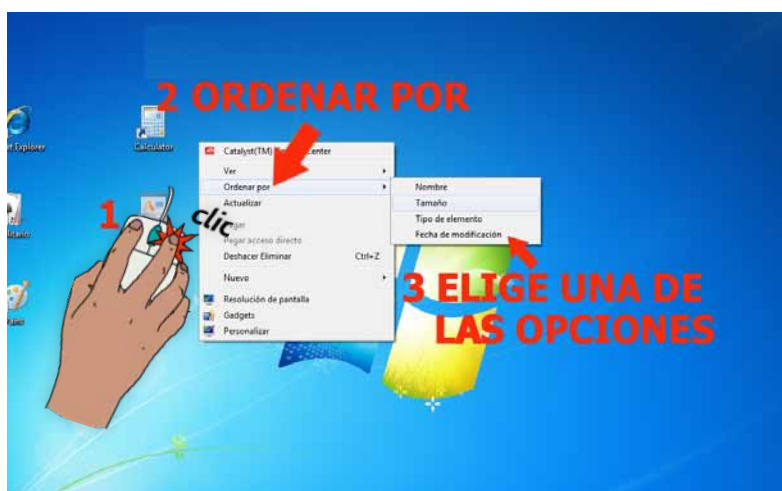 2 ORDENAR POR
Calculator
Catalyst(TM) Center
Ver
Ordenar por
Actualizar
Pegar acceso directo
Deshacer Eliminar Ctrl+Z
Nuevo
Resolución de pantalla
Gadgets
Personalizar
Nombre
Tamaño
Tipo de elemento
Fecha de modificación
1
clic
3 ELIGE UNA DE
LAS OPCIONES